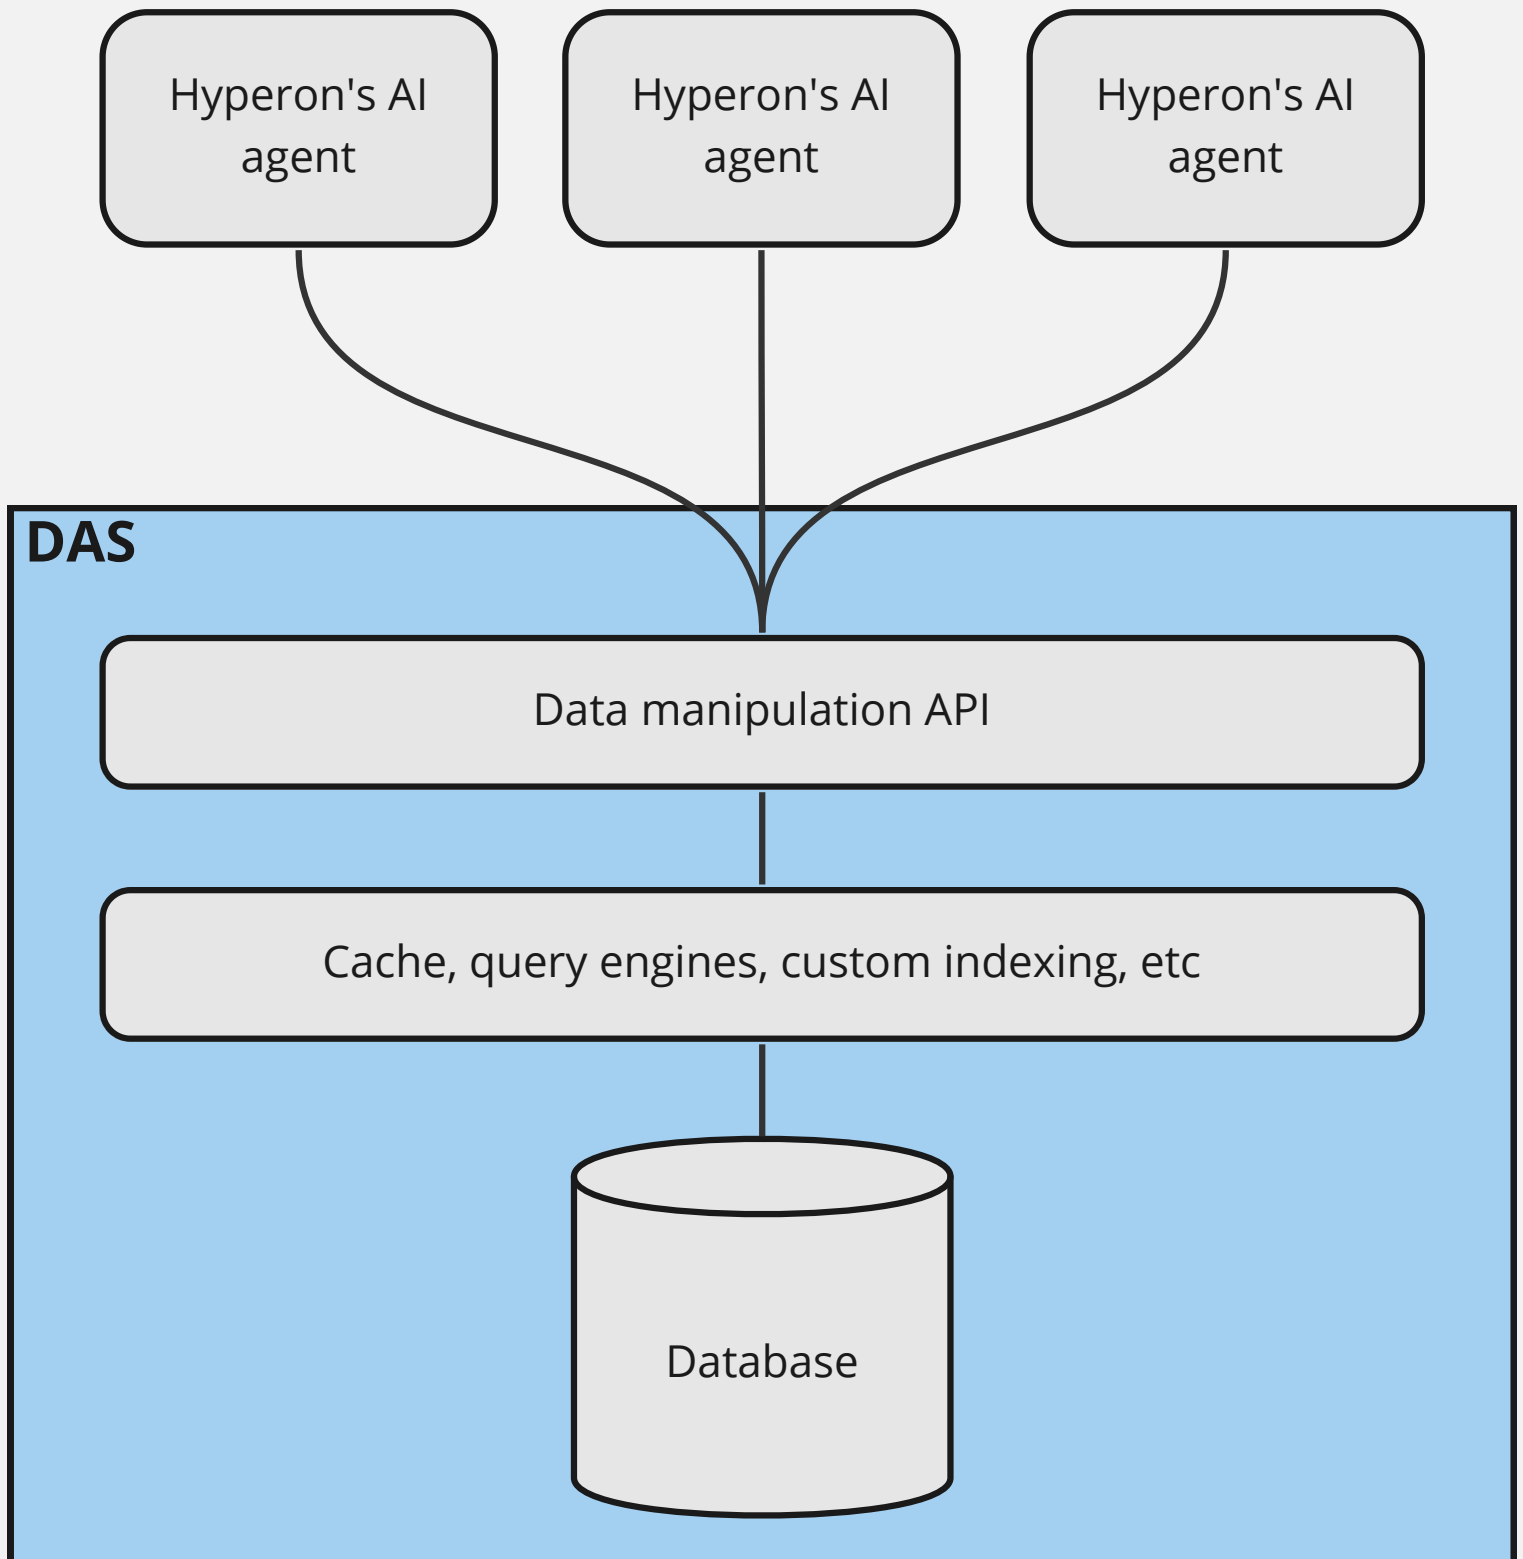 Hyperon's AI
agent
Hyperon's AI
agent
Hyperon's AI
agent
DAS
Data manipulation API
Cache, query engines, custom indexing, etc
Database